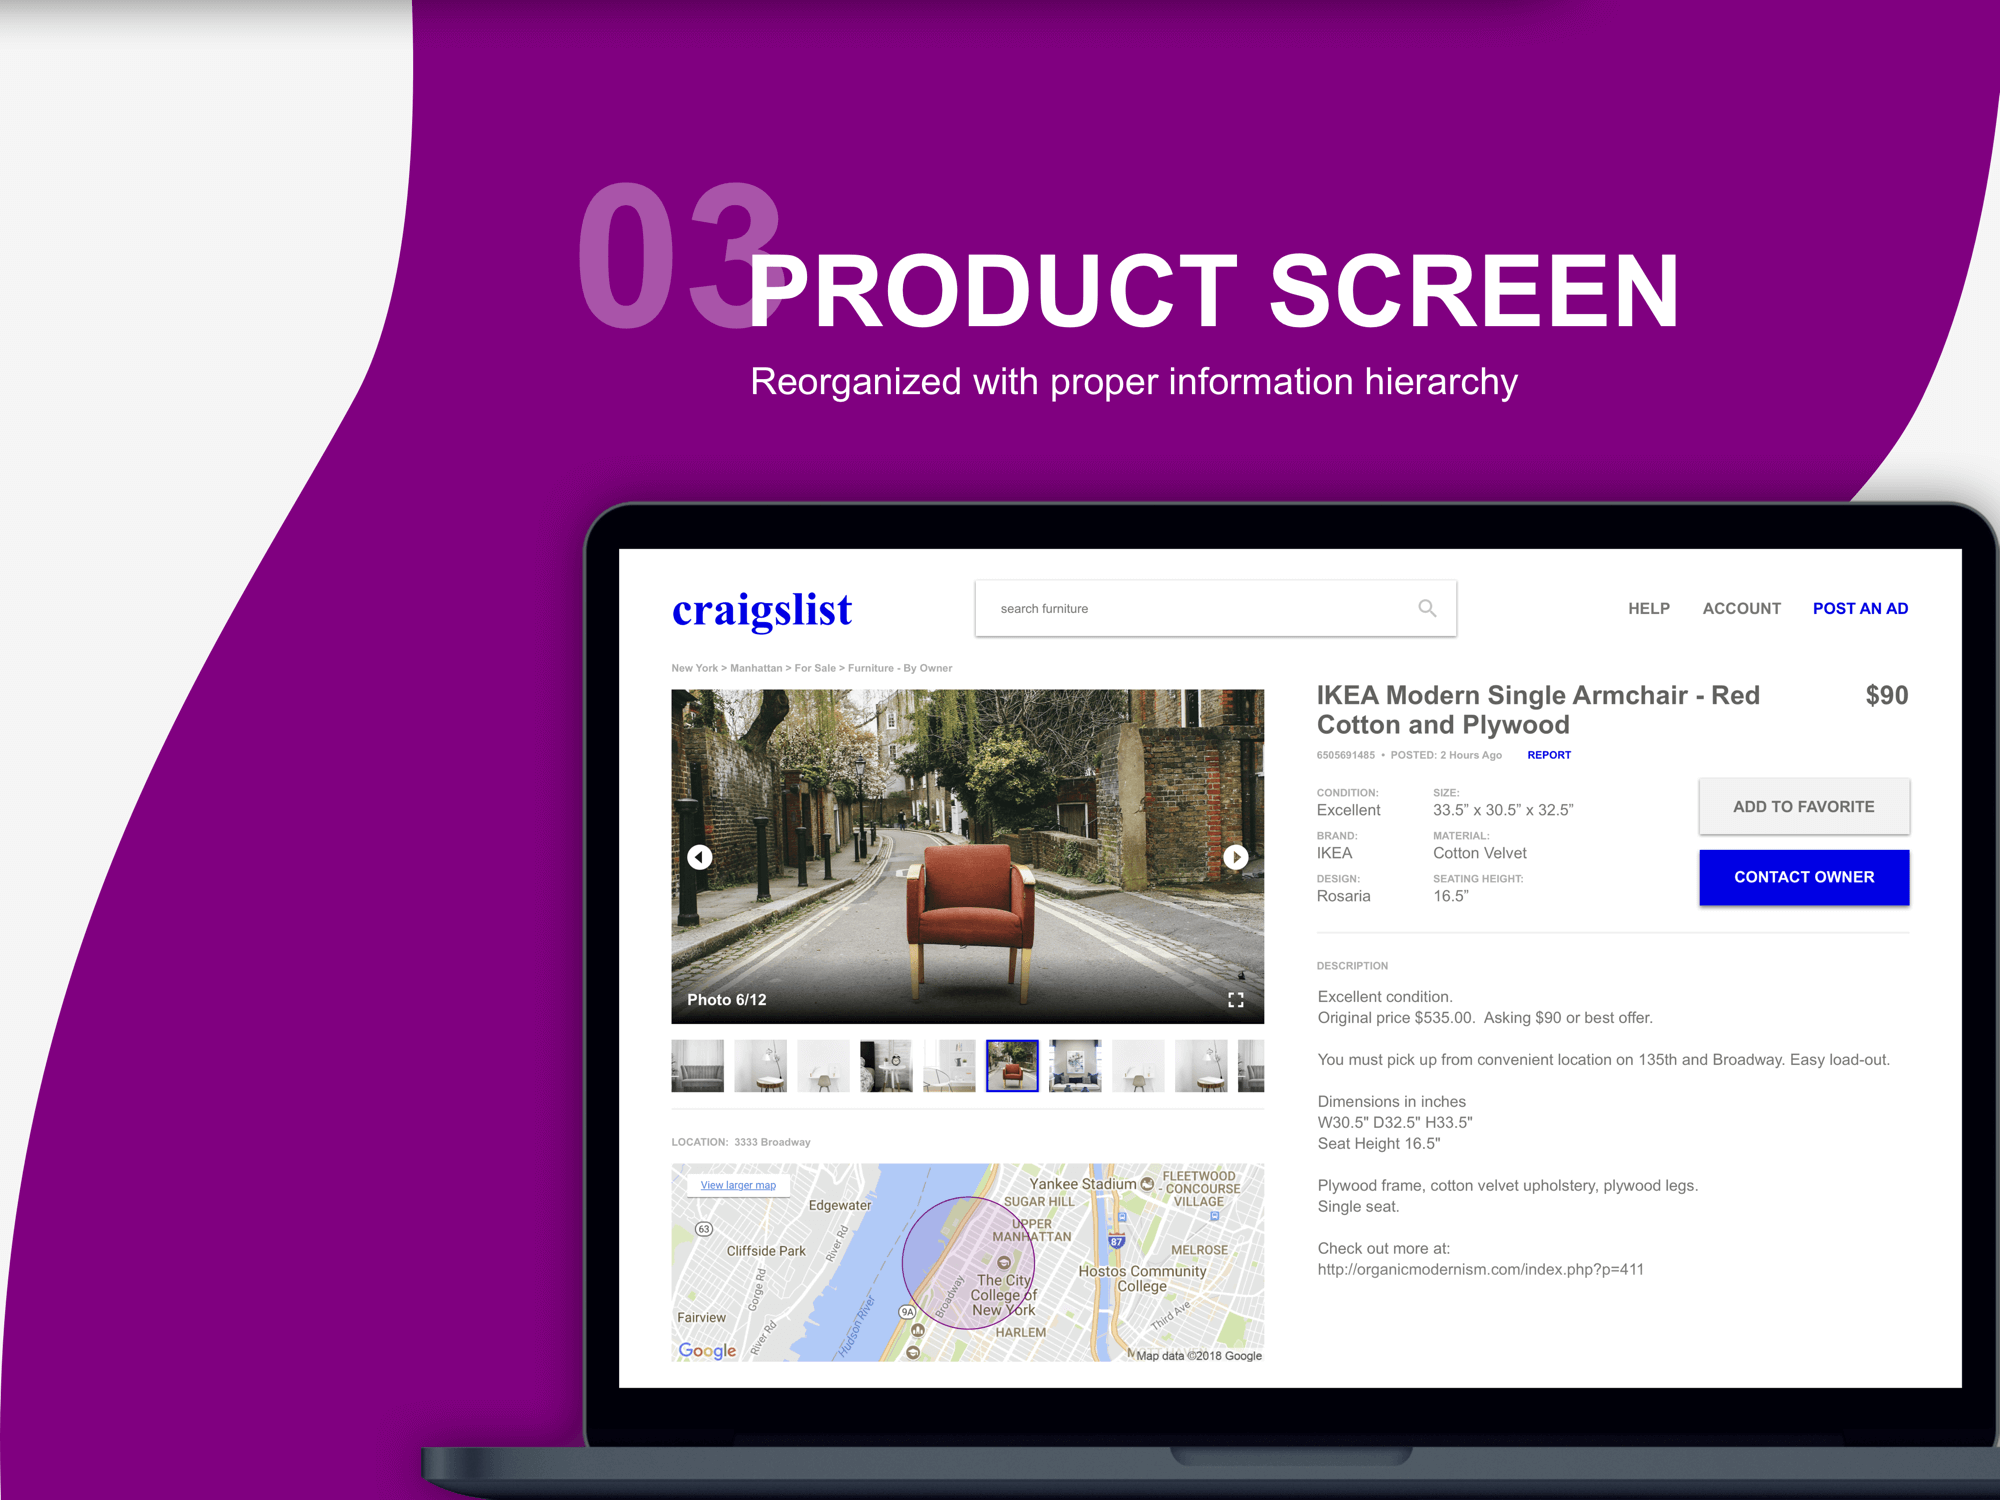 03
PRODUCT SCREEN
Reorganized with proper information hierarchy
craigslist
search furniture
HELP
ACCOUNT
POST AN AD
New York > Manhattan > For Sale > Furniture - By Owner
Photo 6/12
LOCATION: 3333 Broadway
View larger map
Edgewater
63
Cliffside Park
River Rd
Gorge Rd
Fairview
River Rd
Hudson River
Google
Yankee Stadium
FLEETWOOD
- CONCOURSE
VILLAGE
SUGAR HILL
UPPER
MANHATTAN
87
MELROSE
Hostos Community
College
The City
College of
New York
Broadway
9A
HARLEM
Third Ave
Map data ©2018 Google
IKEA Modern Single Armchair - Red
Cotton and Plywood
$90
6505691485 • POSTED: 2 Hours Ago
REPORT
CONDITION:
Excellent
SIZE:
33.5” x 30.5” x 32.5”
BRAND:
IKEA
MATERIAL:
Cotton Velvet
DESIGN:
Rosaria
SEATING HEIGHT:
16.5”
ADD TO FAVORITE
CONTACT OWNER
DESCRIPTION
Excellent condition.
Original price $535.00. Asking $90 or best offer.
You must pick up from convenient location on 135th and Broadway. Easy load-out.
Dimensions in inches
W30.5" D32.5" H33.5"
Seat Height 16.5"
Plywood frame, cotton velvet upholstery, plywood legs.
Single seat.
Check out more at:
http://organicmodernism.com/index.php?p=411